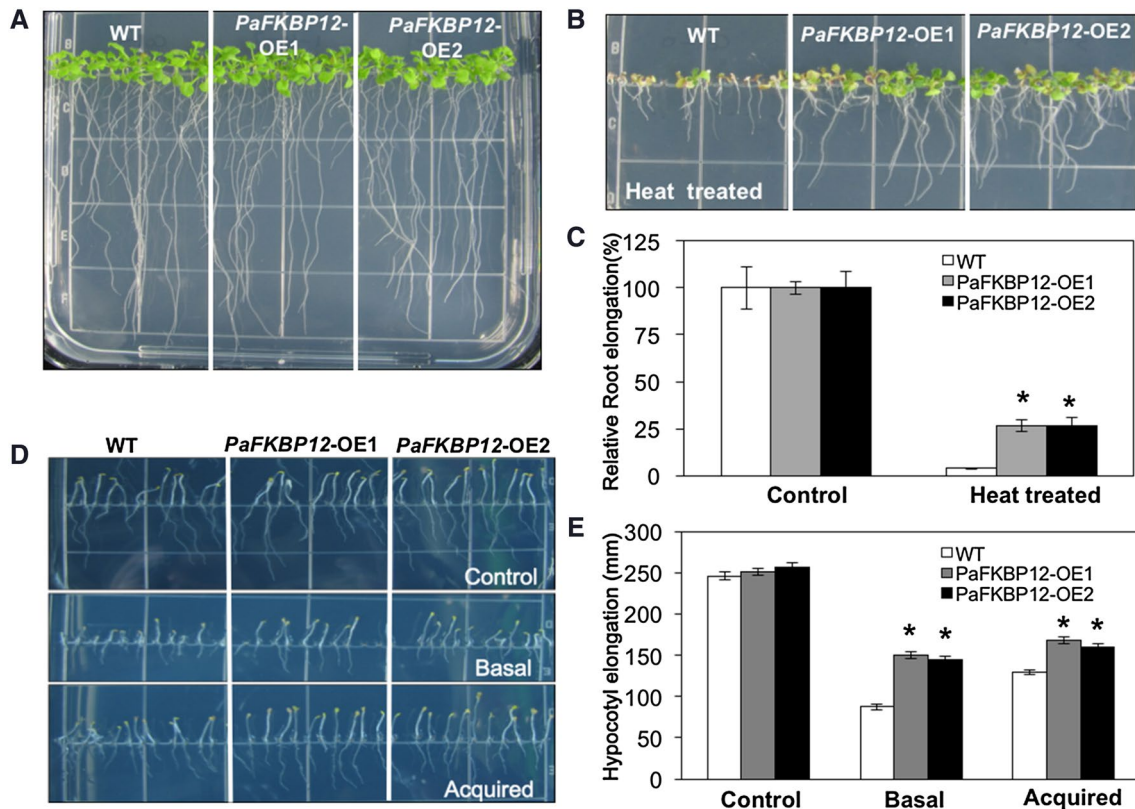 A
WT
PaFKBP12-
OE1
PaFKBP12-
OE2
B
C
D
E
F
B
WT
PaFKBP12-OE1
PaFKBP12-OE2
B
C
D
Heat treated
C
Relative Root elongation(%)
125
100
75
50
25
0
WT
PaFKBP12-OE1
PaFKBP12-OE2
*
*
Control
Heat treated
D
WT
PaFKBP12-OE1
PaFKBP12-OE2
Control
Basal
Acquired
E
Hypocotyl elongation (mm)
300
250
200
150
100
50
0
WT
PaFKBP12-OE1
PaFKBP12-OE2
*
*
*
*
Control
Basal
Acquired